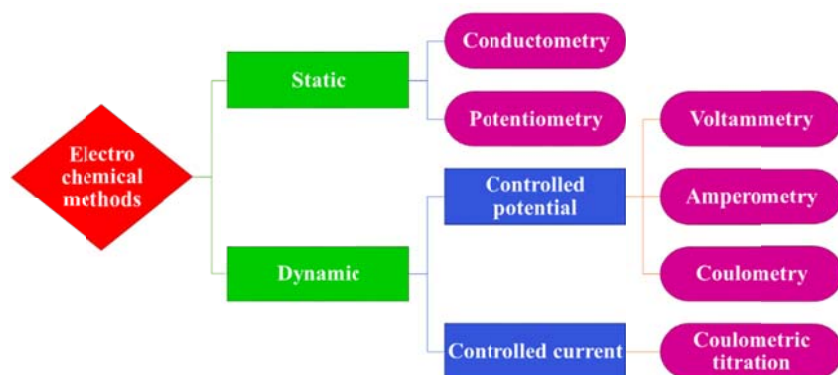 Electro
chemical
methods
Static
Conductometry
Potentiometry
Dynamic
Controlled
potential
Voltammetry
Amperometry
Coulometry
Controlled current
Coulometric
titration